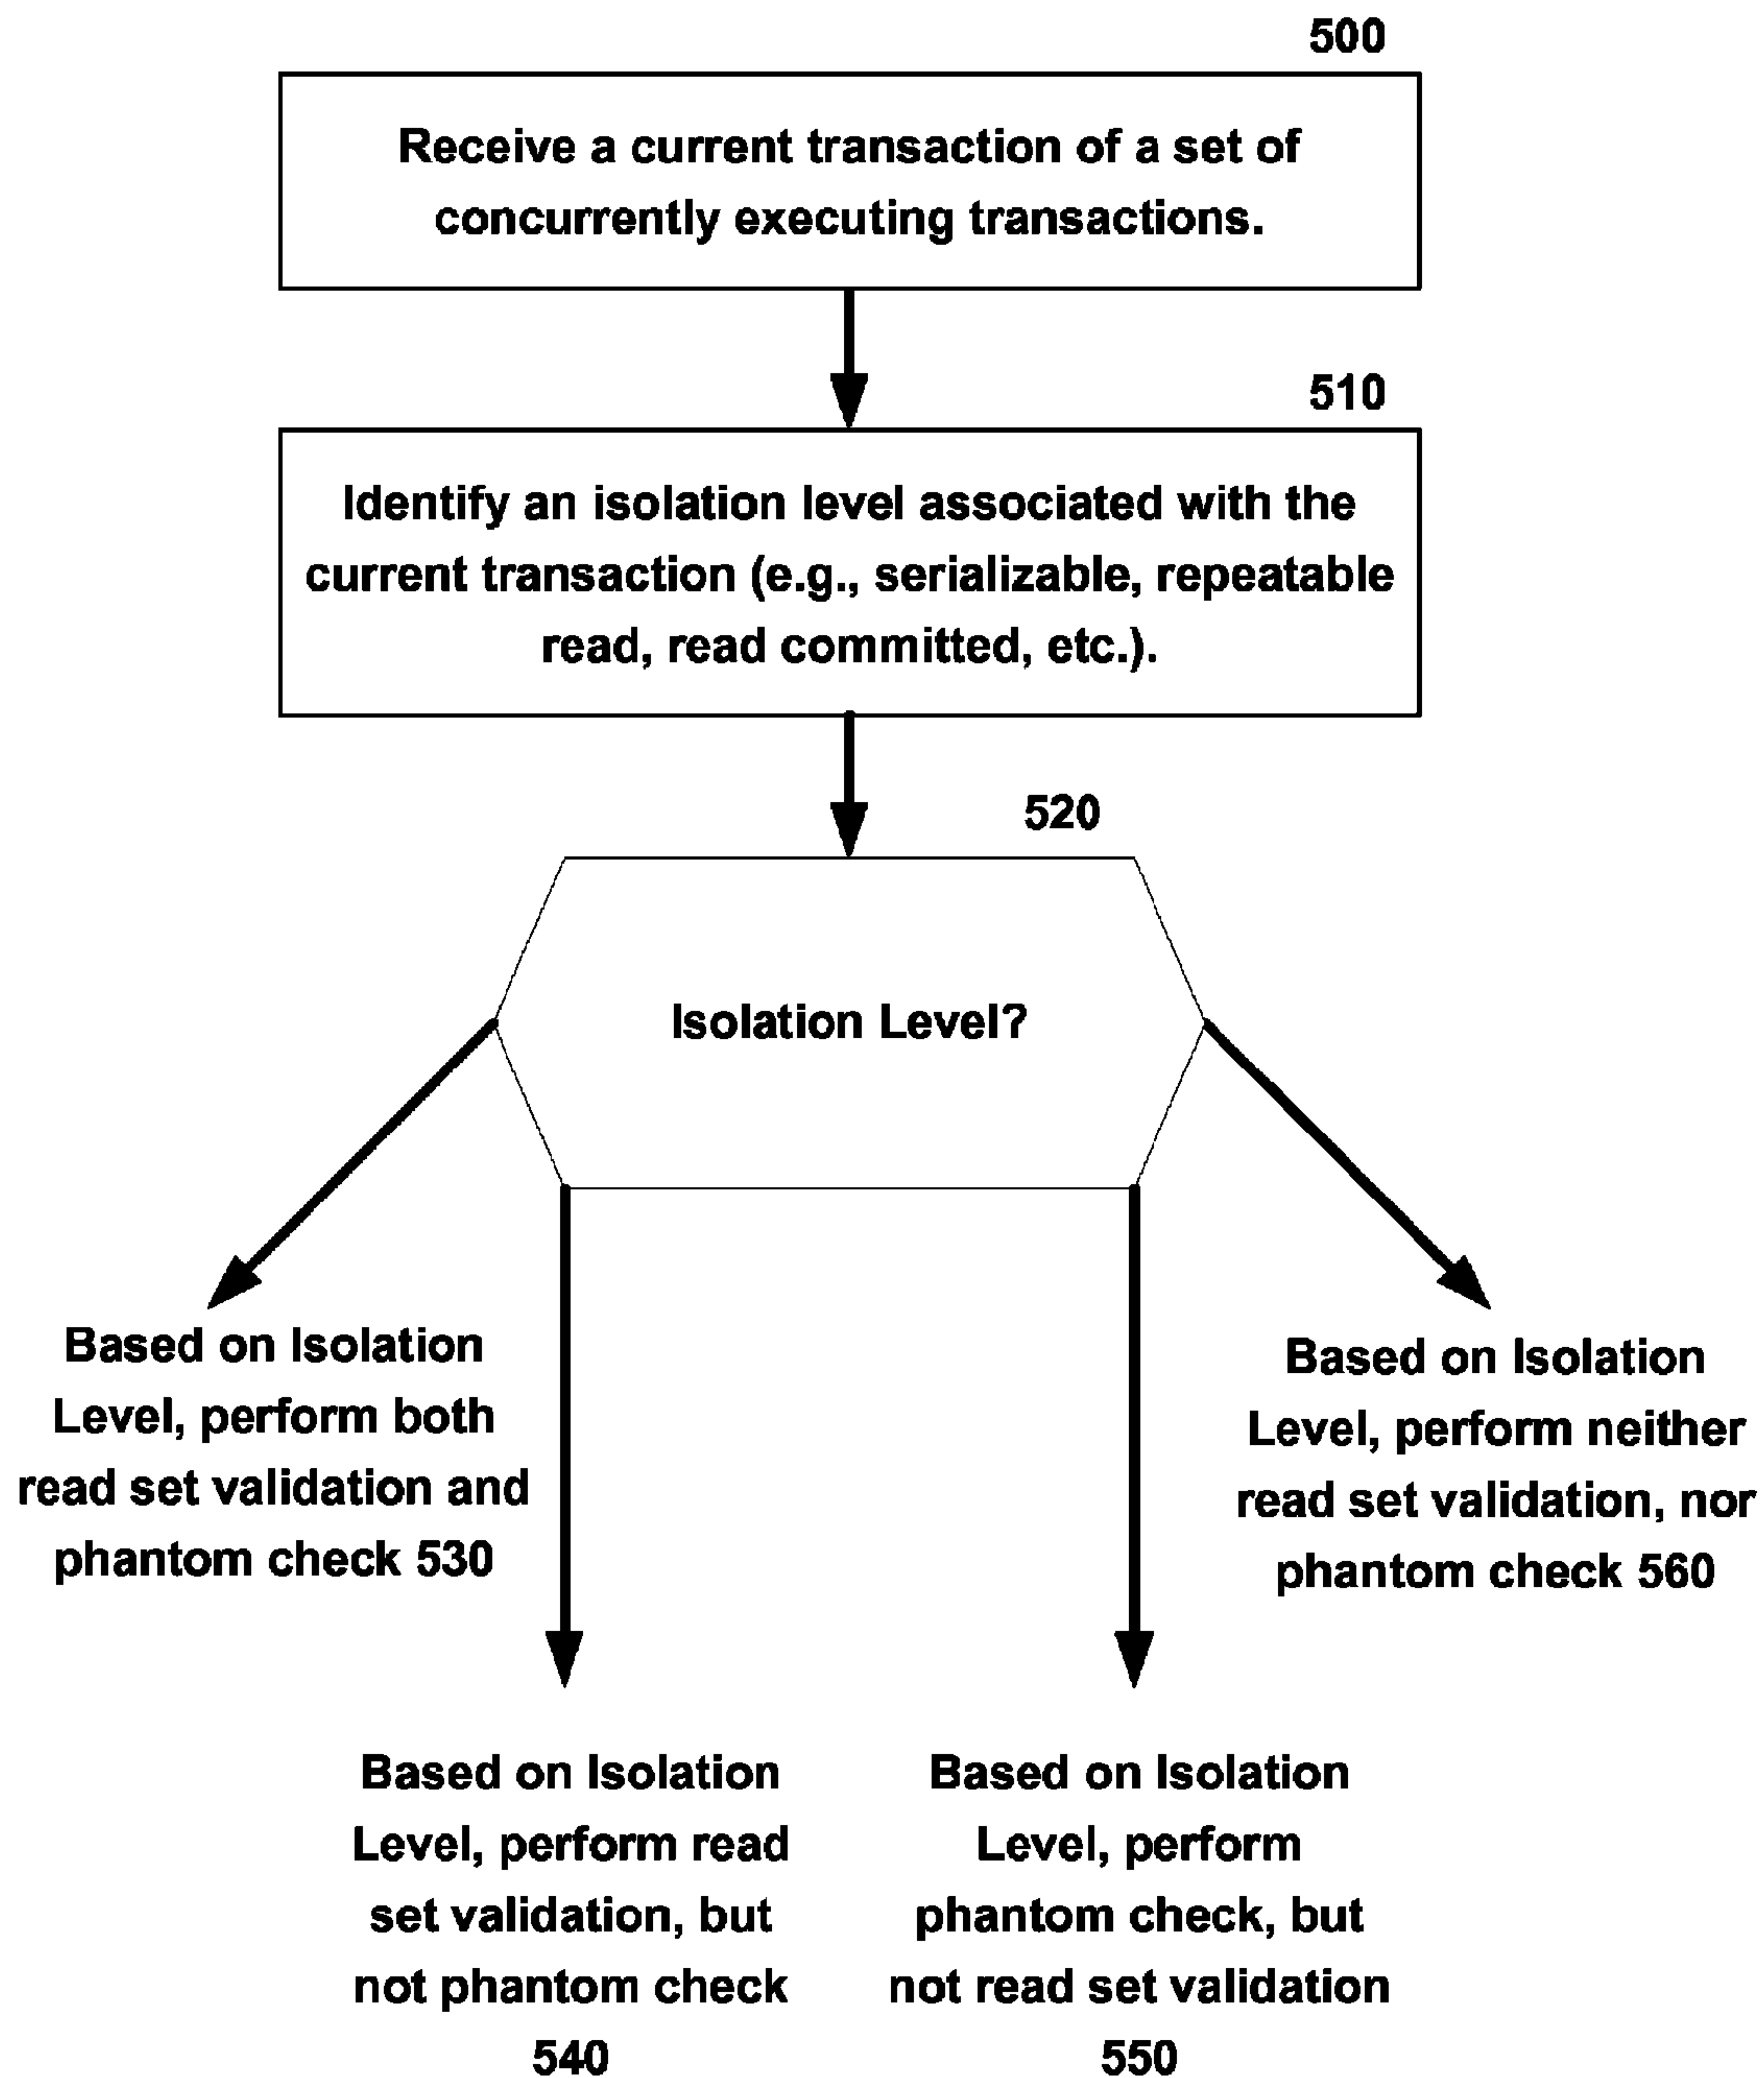 500
Receive a current transaction of a set of
concurrently executing transactions.
510
Identify an isolation level associated with the
current transaction (e.g., serializable, repeatable
read, read committed, etc.).
520
Isolation Level?
Based on Isolation
Level, perform both
read set validation and
phantom check 530
Based on Isolation
Level, perform neither
read set validation, nor
phantom check 560
Based on Isolation
Level, perform read
set validation, but
not phantom check
540
Based on Isolation
Level, perform
phantom check, but
not read set validation
550